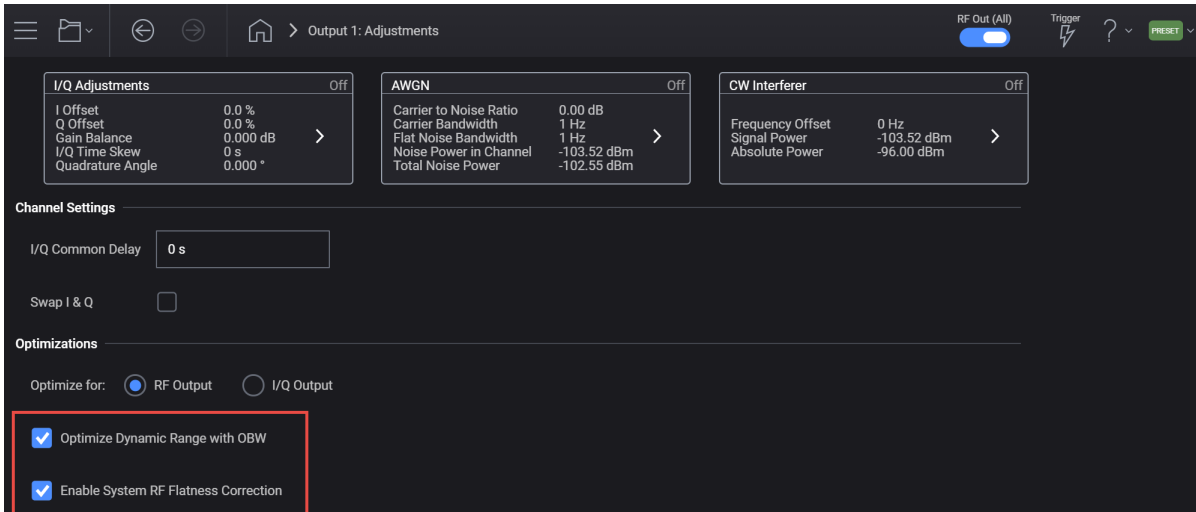 Output 1: Adjustments
RF Out (All)
Trigger
?
PRESET
I/Q Adjustments Off
I Offset 0.0 %
Q Offset 0.0 %
Gain Balance 0.000 dB
I/Q Time Skew 0 s
Quadrature Angle 0.000 °
AWGN Off
Carrier to Noise Ratio 0.00 dB
Carrier Bandwidth 1 Hz
Flat Noise Bandwidth 1 Hz
Noise Power in Channel -103.52 dBm
Total Noise Power -102.55 dBm
CW Interferer Off
Frequency Offset 0 Hz
Signal Power -103.52 dBm
Absolute Power -96.00 dBm
Channel Settings
I/Q Common Delay 0 s
Swap I & Q
Optimizations
Optimize for: RF Output I/Q Output
Optimize Dynamic Range with OBW
Enable System RF Flatness Correction